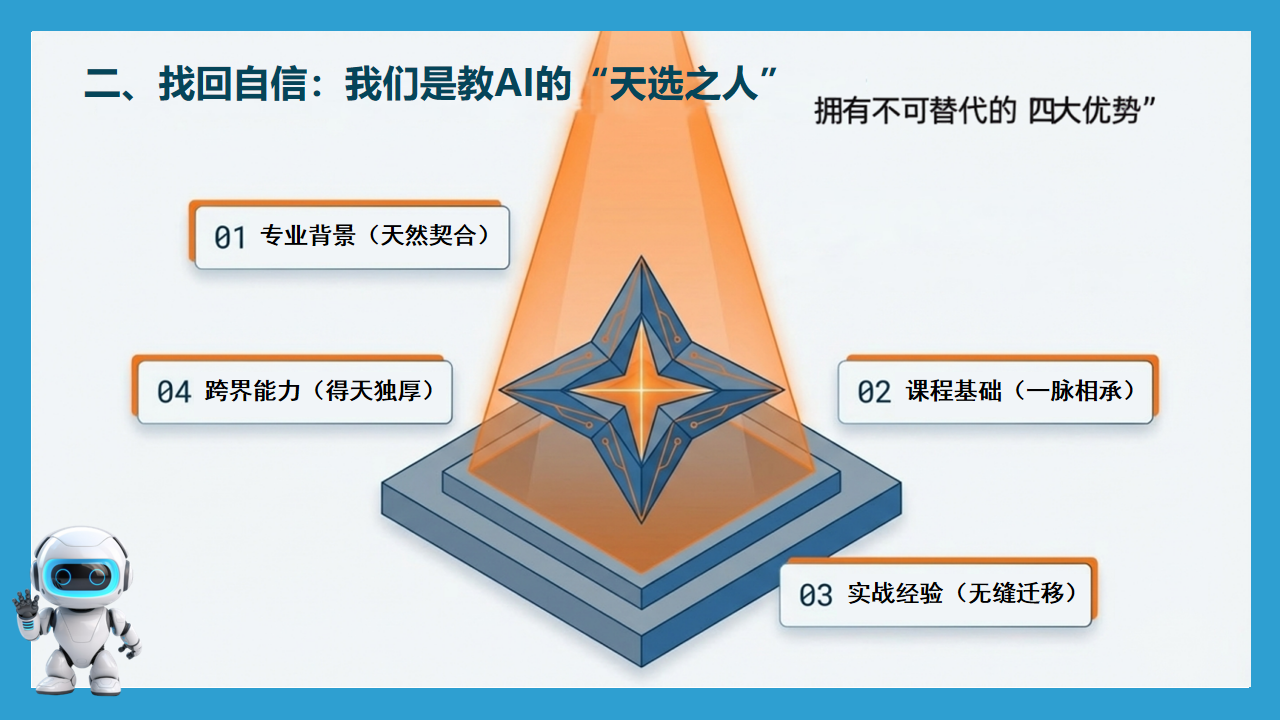 二、找回自信：我们是教AI的“天选之人”
拥有不可替代的 四大优势”
01 专业背景（天然契合）
04 跨界能力（得天独厚）
02 课程基础（一脉相承）
03 实战经验（无缝迁移）